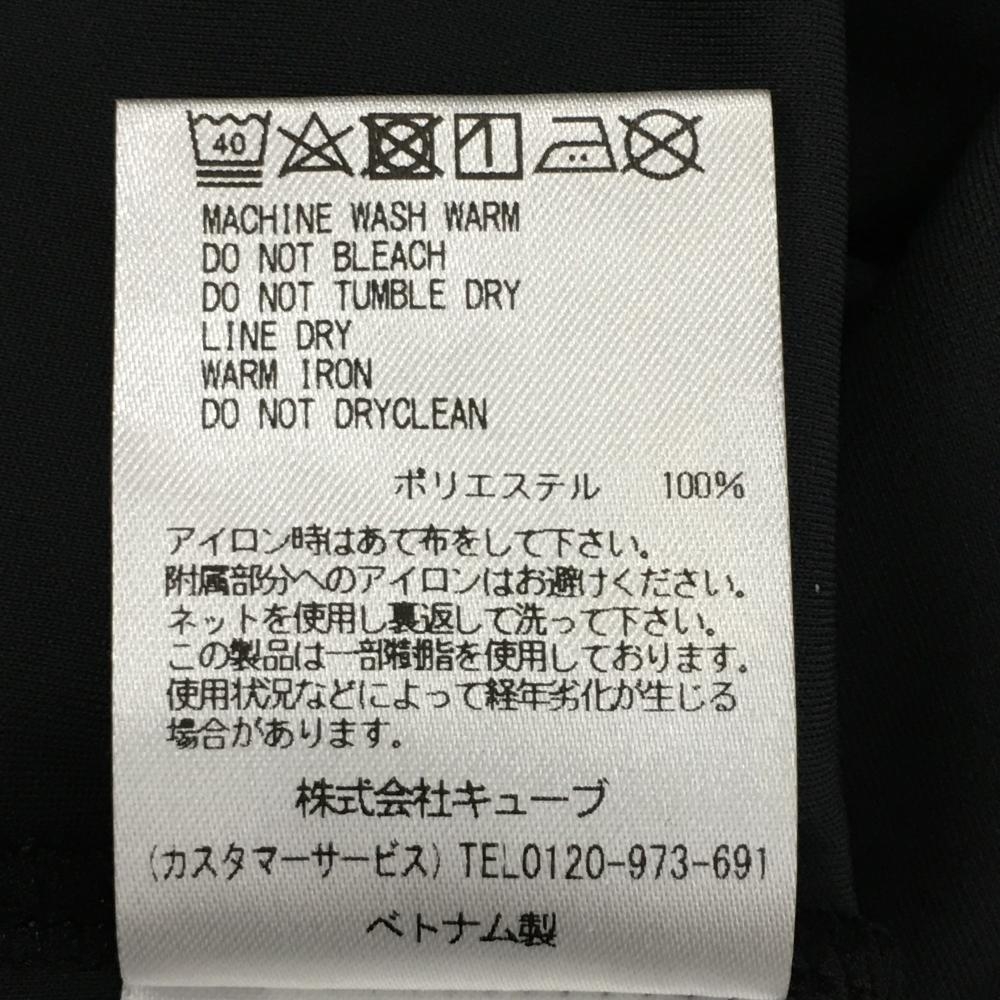 40
MACHINE WASH WARM
DO NOT BLEACH
DO NOT TUMBLE DRY
LINE DRY
WARM IRON
DO NOT DRYCLEAN
ポリエステル 100%
アイロン時はあて布をして下さい。
附属部分へのアイロンはお避けください。
ネットを使用し裏返して洗って下さい。
この製品は一部樹脂を使用しております。
使用状況などによって経年劣化が生じる
場合があります。
株式会社キューブ
(カスタマーサービス) TEL0120-973-691
ベトナム製